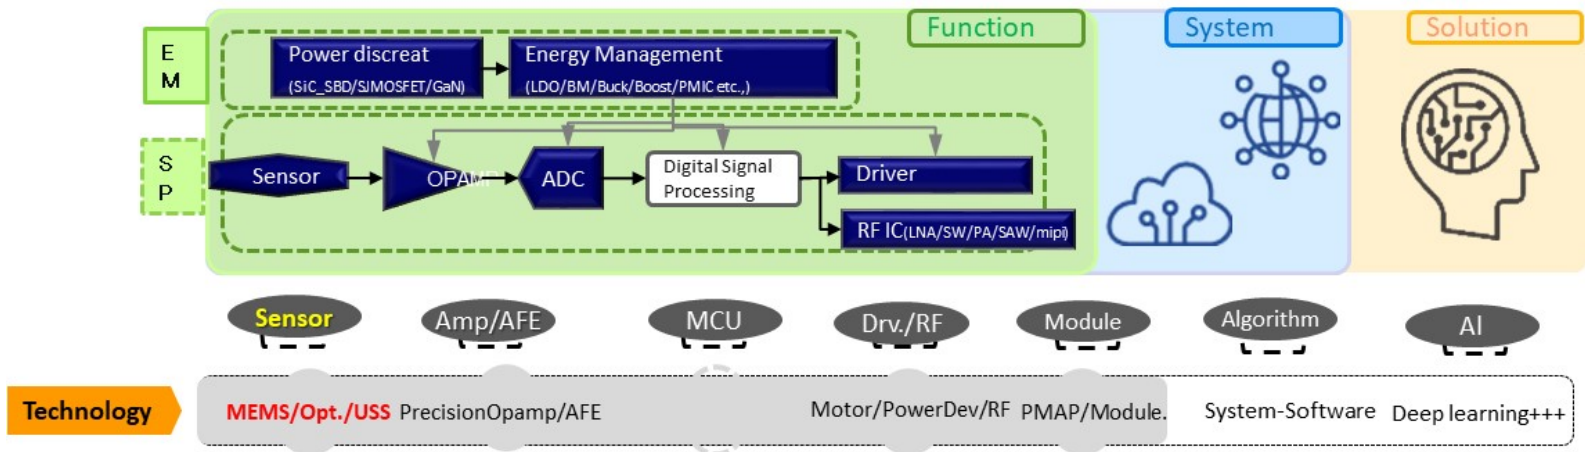 Function
System
Solution
E
M
Power discreat
(SiC_SBD/SJMOSFET/GaN)
Energy Management
(LDO/BM/Buck/Boost/PMIC etc.,)
S
P
Sensor
OPAMP
ADC
Digital Signal
Processing
Driver
RF IC(LNA/SW/PA/SAW/mipi)
Sensor
Amp/AFE
MCU
Drv./RF
Module
Algorithm
AI
Technology
MEMS/Opt./USS
PrecisionOpamp/AFE
Motor/PowerDev/RF
PMAP/Module.
System-Software
Deep learning+++